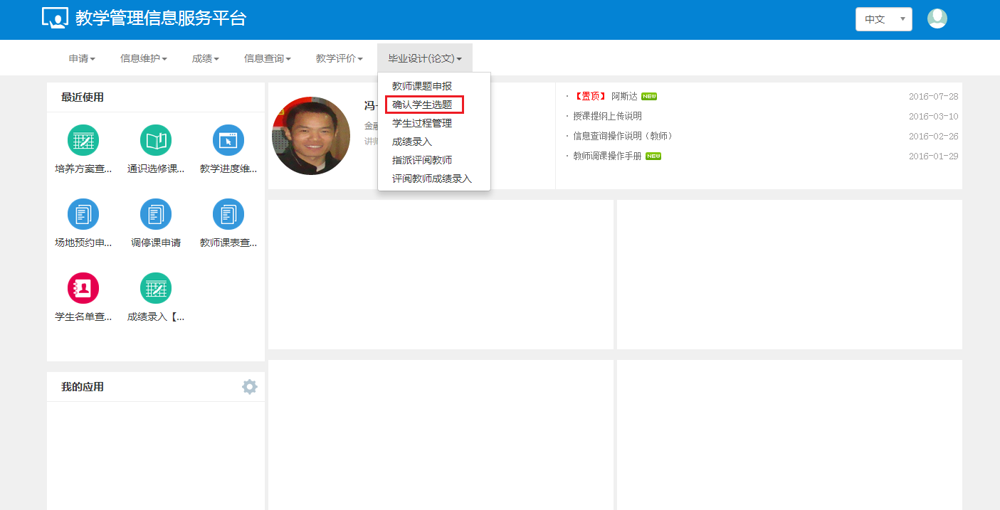 教学管理信息服务平台
中文
申请
信息维护
成绩
信息查询
教学评价
毕业设计(论文)
教师课题申报
确认学生选题
学生过程管理
成绩录入
指派评阅教师
评阅教师成绩录入
最近使用
培养方案查...
通识选修课...
教学进度维...
场地预约申...
调停课申请
教师课表查...
学生名单查...
成绩录入【...
我的应用
冯
金融
讲师
· 【置顶】 阿斯达 NEW 2016-07-28
· 授课提纲上传说明 2016-03-10
· 信息查询操作说明（教师） 2016-02-26
· 教师调课操作手册 NEW 2016-01-29